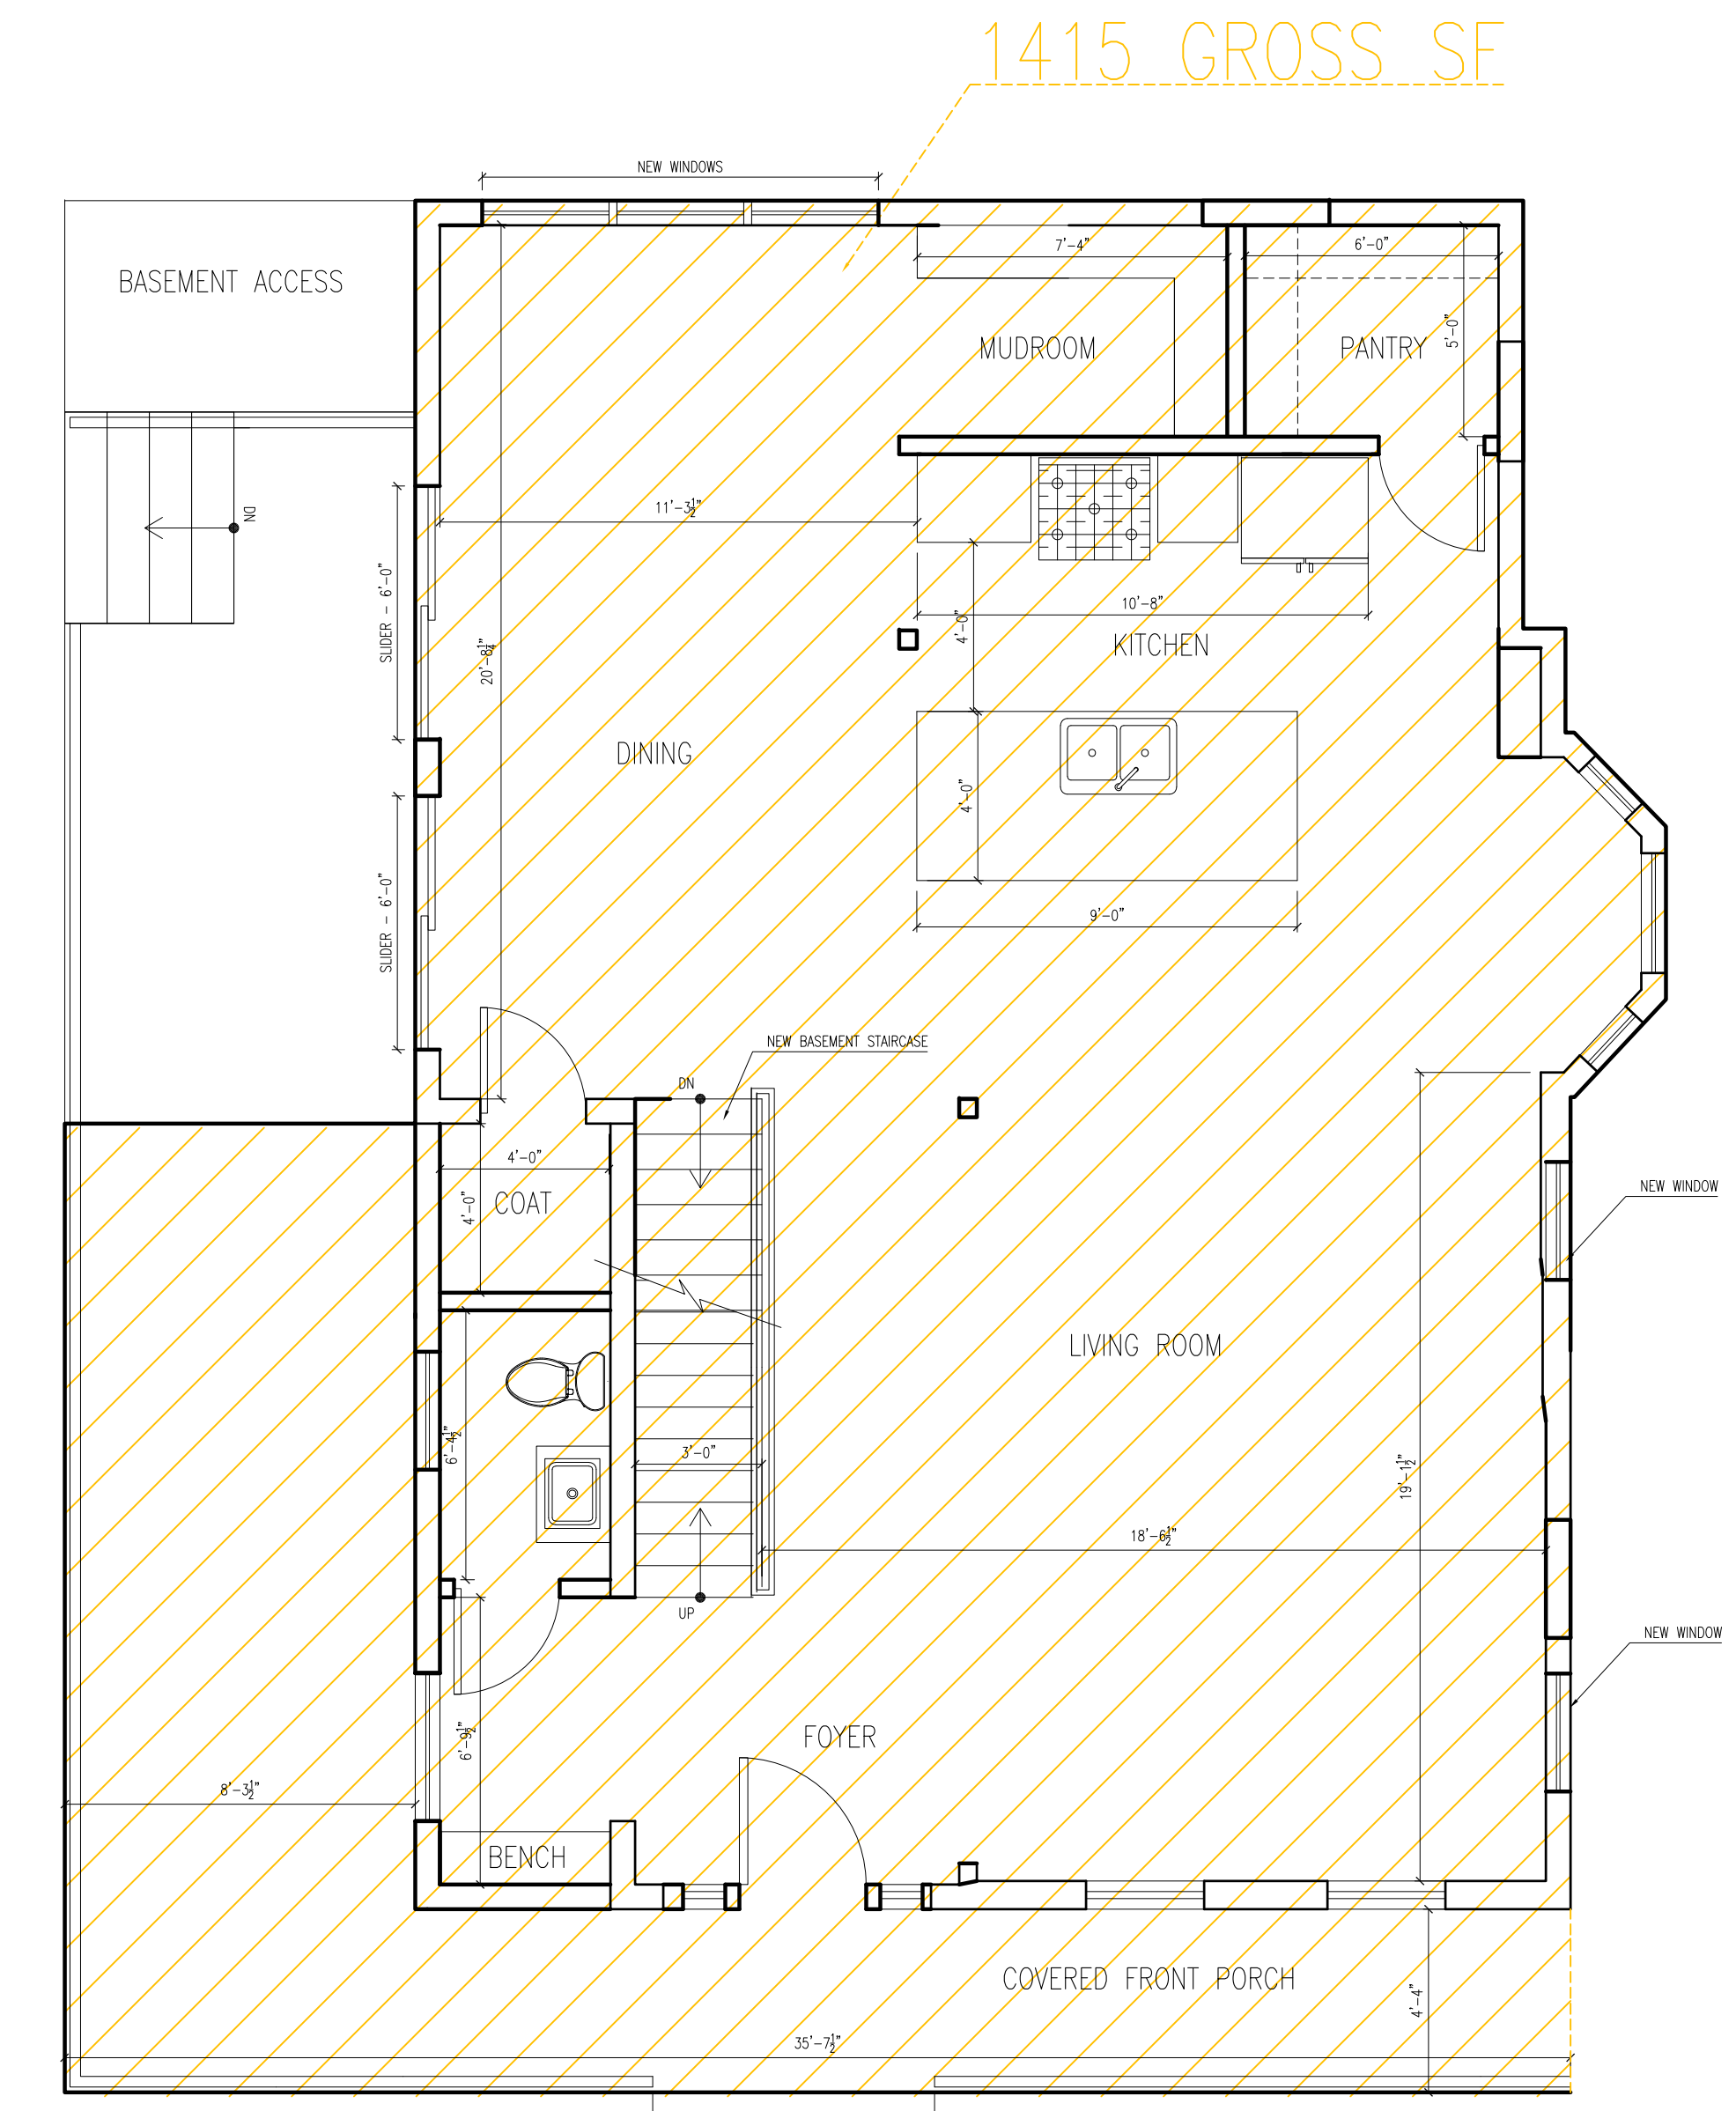 1415 GROSS SF
NEW WINDOWS
BASEMENT ACCESS
7'-4"
6'-0"
MUDROOM
PANTRY
5'-0"
DN
11'-3½"
SLIDER - 6'-0"
10'-8"
4'-0"
KITCHEN
20'-8¼"
DINING
4'-0"
SLIDER - 6'-0"
9'-0"
NEW BASEMENT STAIRCASE
DN
4'-0"
COAT
4'-0"
NEW WINDOW
LIVING ROOM
6'-4½"
3'-0"
19'-1½"
18'-6½"
UP
NEW WINDOW
FOYER
6'-9½"
8'-3½"
BENCH
COVERED FRONT PORCH
4'-4"
35'-7½"